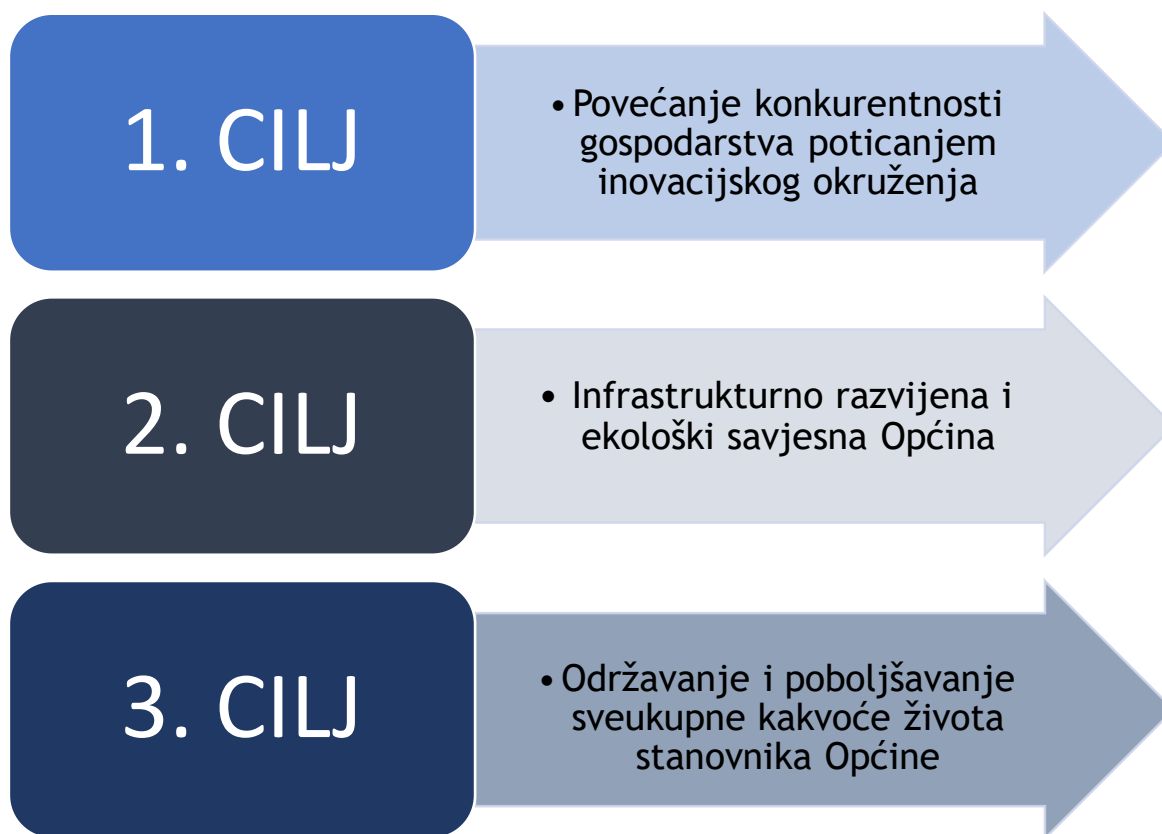 1. CILJ
• Povećanje konkurentnosti
gospodarstva poticanjem
inovacijskog okruženja
2. CILJ
• Infrastrukturno razvijena i
ekološki savjesna Općina
3. CILJ
• Održavanje i poboljšavanje
sveukupne kakvoće života
stanovnika Općine